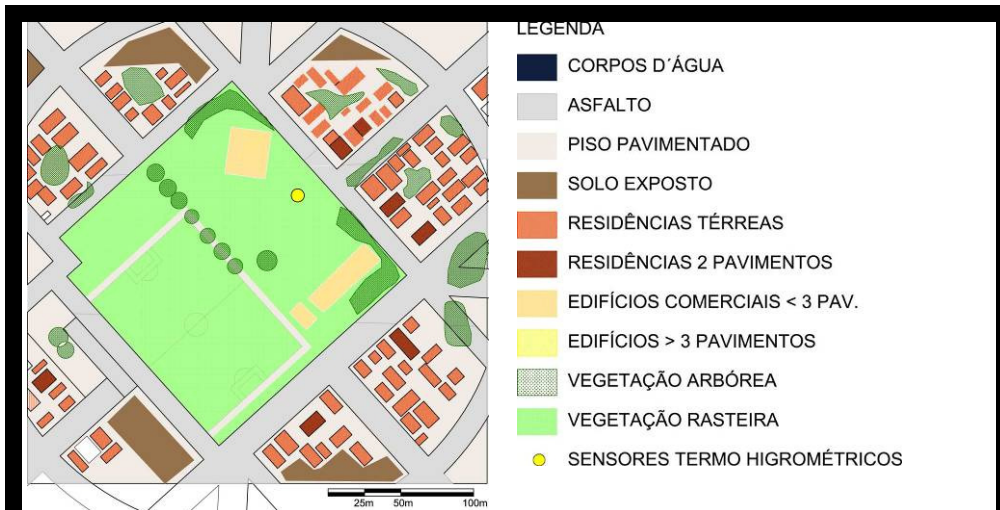 LEGENDA
CORPOS D´ÁGUA
ASFALTO
PISO PAVIMENTADO
SOLO EXPOSTO
RESIDÊNCIAS TÉRREAS
RESIDÊNCIAS 2 PAVIMENTOS
EDIFÍCIOS COMERCIAIS < 3 PAV.
EDIFÍCIOS > 3 PAVIMENTOS
VEGETAÇÃO ARBÓREA
VEGETAÇÃO RASTEIRA
SENSORES TERMO HIGROMÉTRICOS
25m 50m 100m